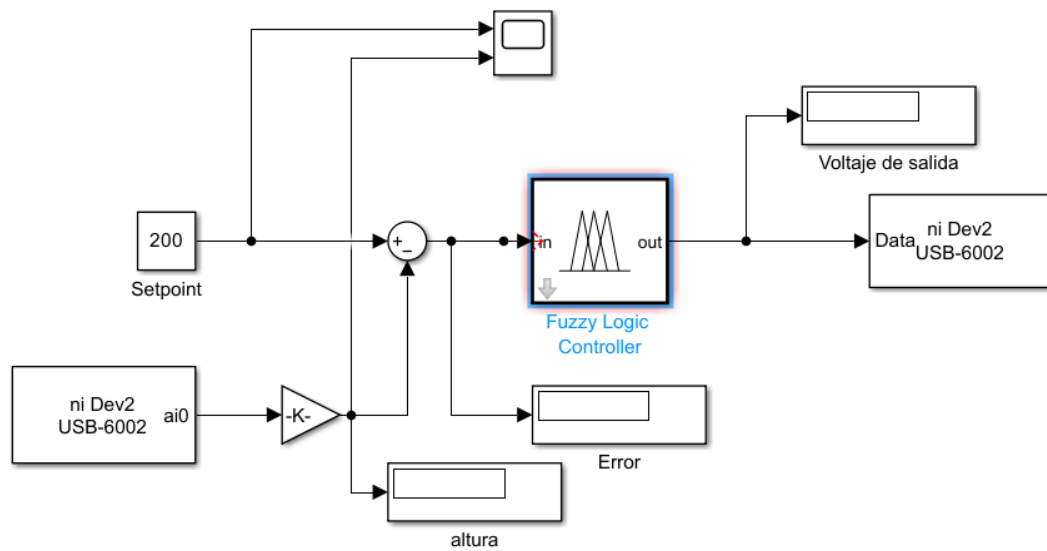 Voltaje de salida
200
Setpoint
+
−
in
out
Fuzzy Logic
Controller
Data
ni Dev2
USB-6002
ni Dev2
USB-6002
ai0
-K-
Error
altura